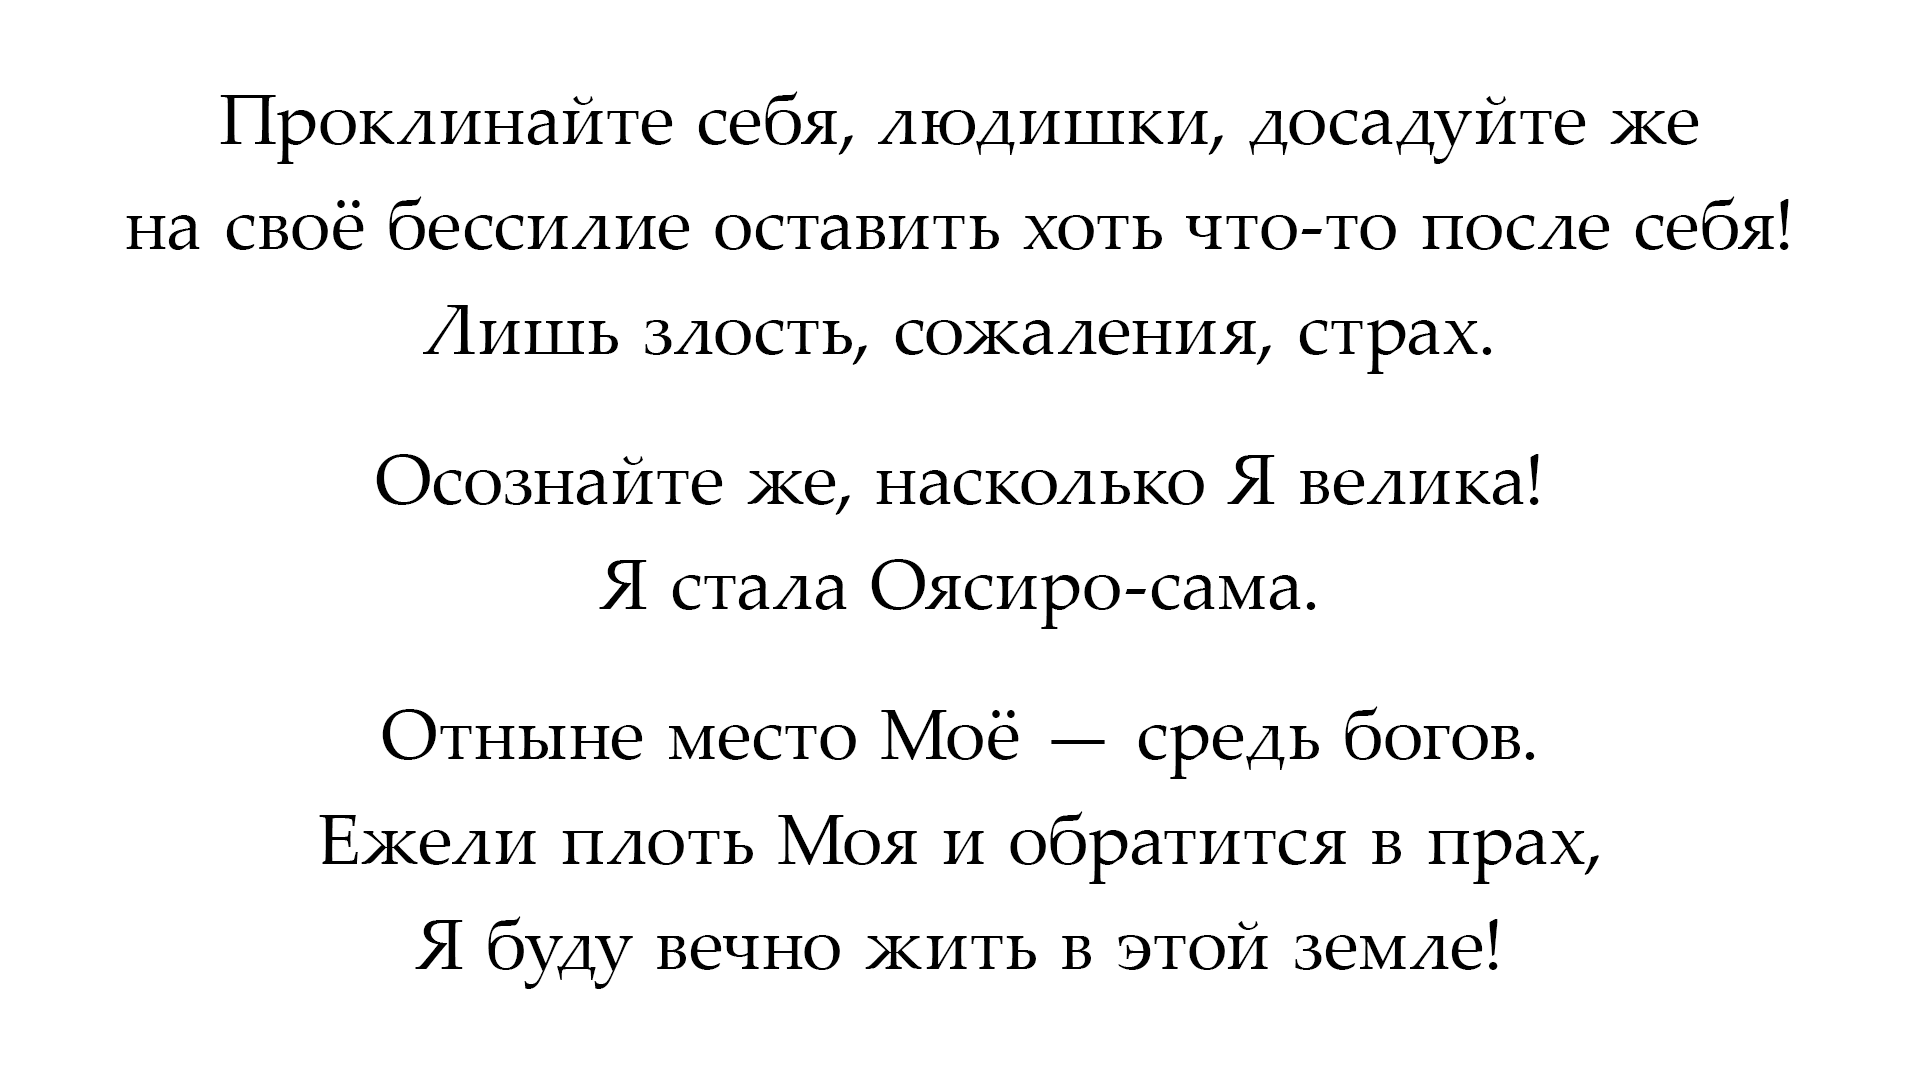 Проклинайте себя, людишки, досадуйте же
на своё бессилие оставить хоть что-то после себя!
Лишь злость, сожаления, страх.
Осознайте же, насколько Я велика!
Я стала Оясиро-сама.
Отныне место Моё — средь богов.
Ежели плоть Моя и обратится в прах,
Я буду вечно жить в этой земле!